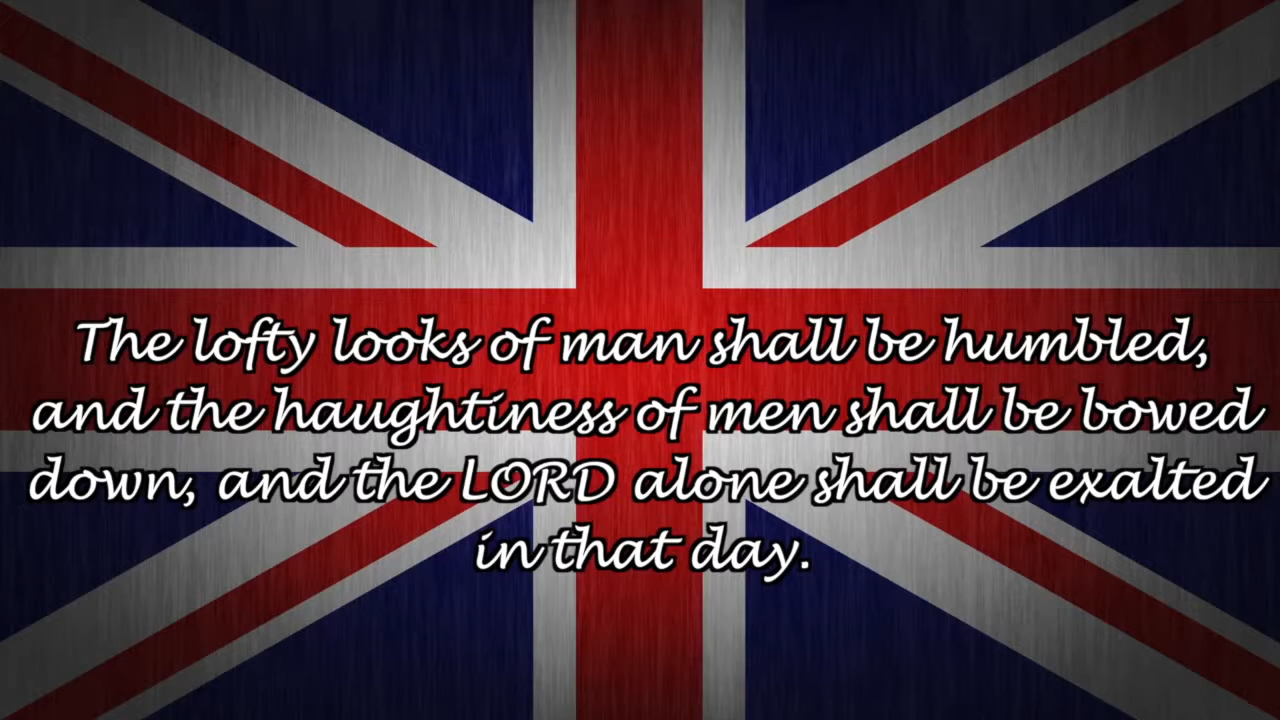 The lofty looks of man shall be humbled,
and the haughtiness of men shall be bowed
down, and the LORD alone shall be exalted
in that day.